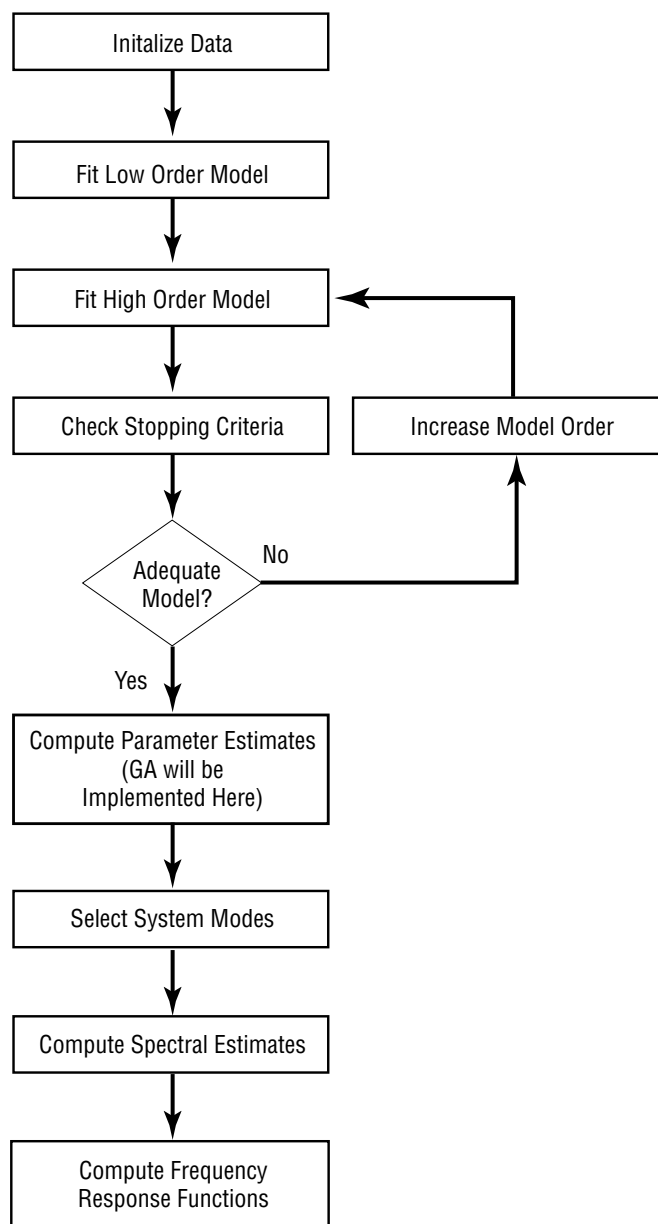 Initalize Data
Fit Low Order Model
Fit High Order Model
Check Stopping Criteria
Increase Model Order
Adequate
Model?
No
Yes
Compute Parameter Estimates
(GA will be
Implemented Here)
Select System Modes
Compute Spectral Estimates
Compute Frequency
Response Functions